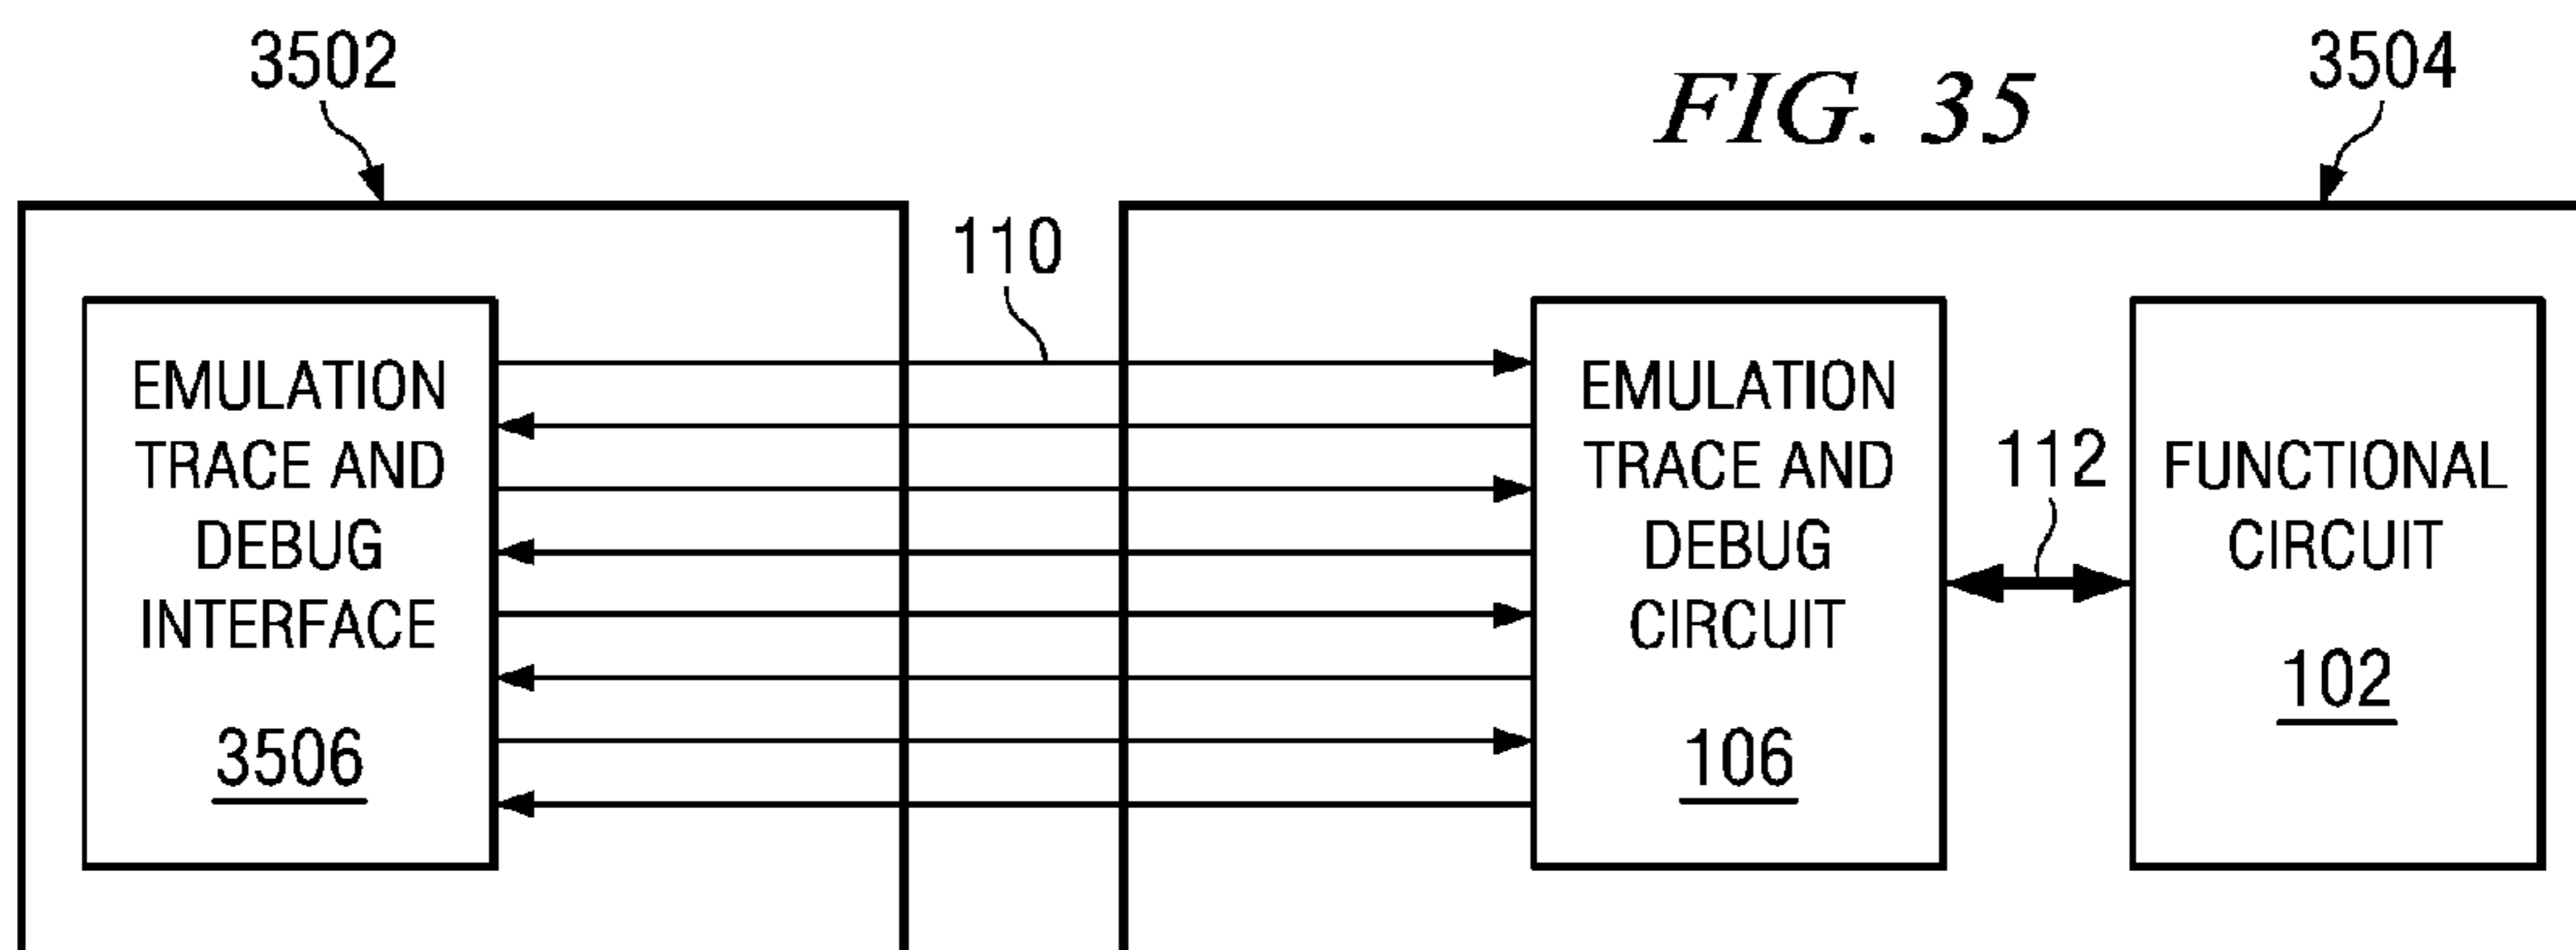 3502
FIG. 35
3504
110
EMULATION
TRACE AND
DEBUG
INTERFACE
3506
EMULATION
TRACE AND
DEBUG
CIRCUIT
106
112
FUNCTIONAL
CIRCUIT
102